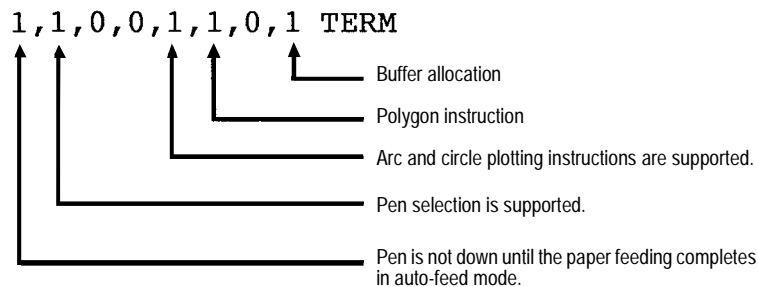 1,1,0,0,1,1,0,1 TERM
Buffer allocation
Polygon instruction
Arc and circle plotting instructions are supported.
Pen selection is supported.
Pen is not down until the paper feeding completes
in auto-feed mode.